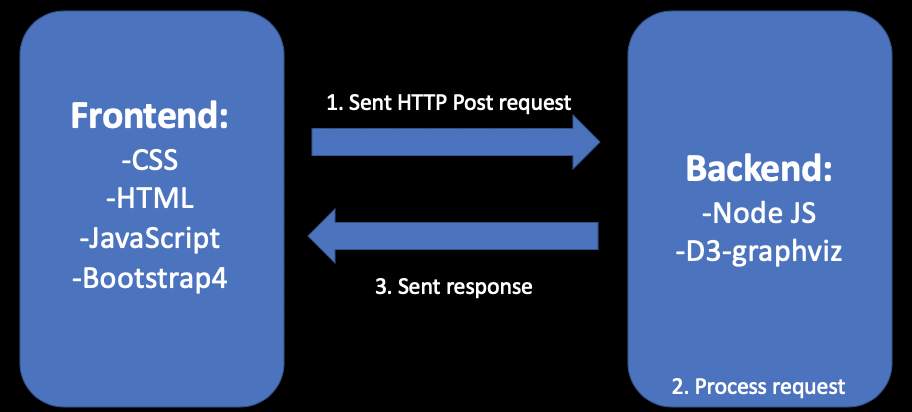 Frontend:
-CSS
-HTML
-JavaScript
-Bootstrap4
1. Sent HTTP Post request
3. Sent response
Backend:
-Node JS
-D3-graphviz
2. Process request